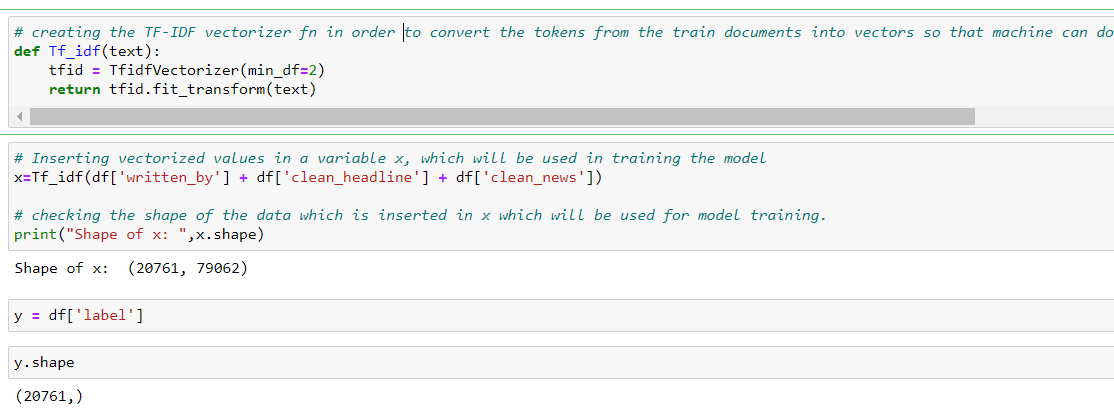 # creating the TF-IDF vectorizer fn in order to convert the tokens from the train documents into vectors so that machine can do
def Tf_idf(text):
    tfid = TfidfVectorizer(min_df=2)
    return tfid.fit_transform(text)
# Inserting vectorized values in a variable x, which will be used in training the model
x=Tf_idf(df['written_by'] + df['clean_headline'] + df['clean_news'])
# checking the shape of the data which is inserted in x which will be used for model training.
print("Shape of x: ",x.shape)
Shape of x:  (20761, 79062)
y = df['label']
y.shape
(20761,)